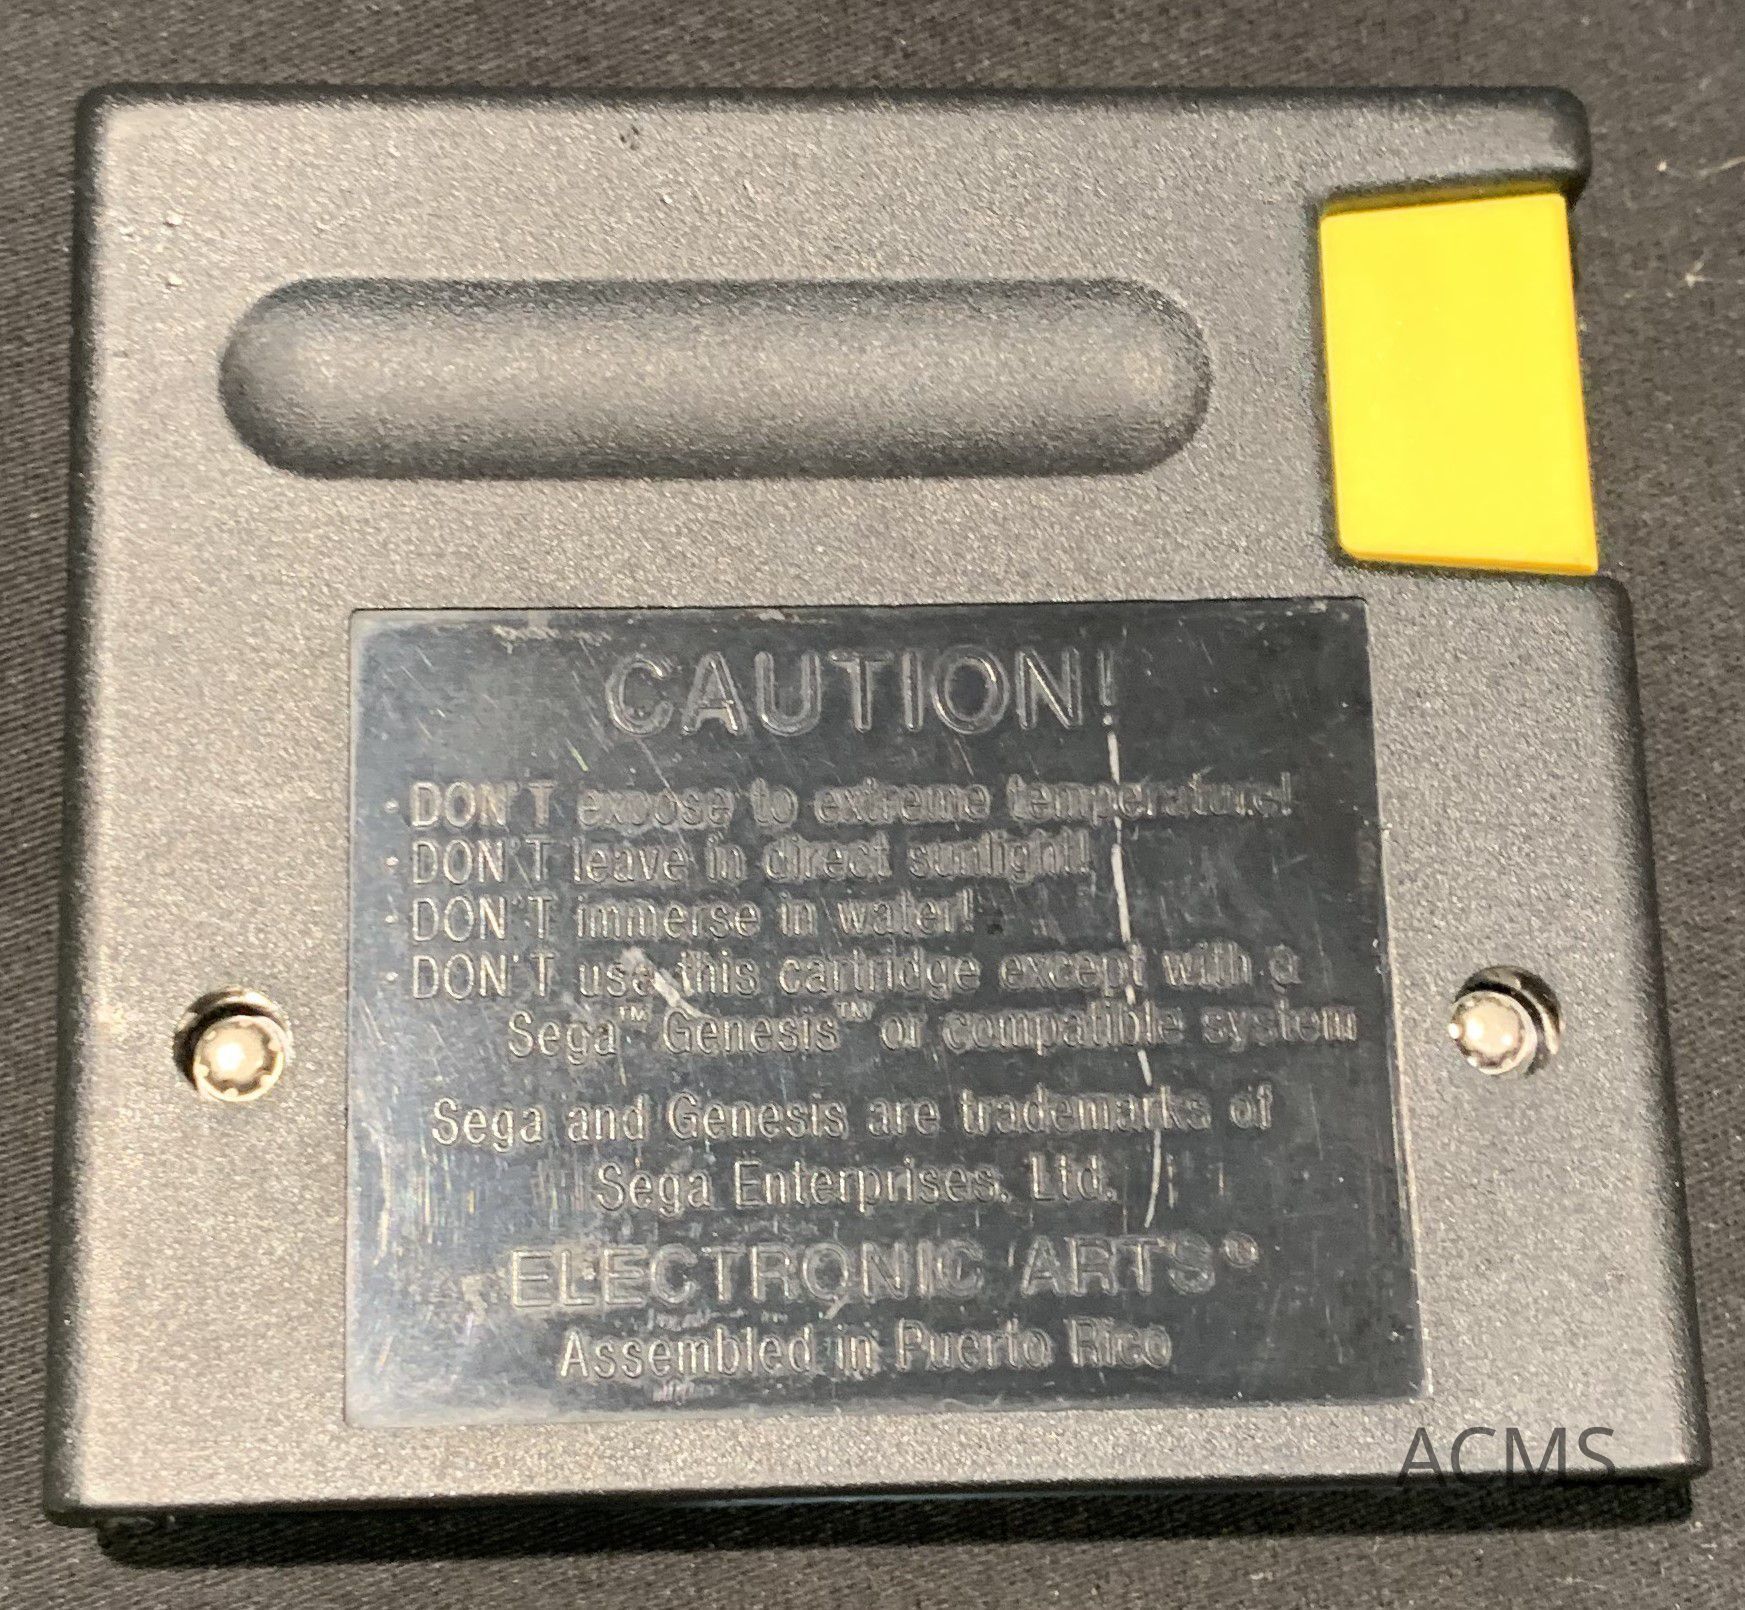 CAUTION!
·DON'T expose to extreme temperature!
·DON'T leave in direct sunlight!
·DON'T immerse in water!
·DON'T use this cartridge except with a
Sega™ Genesis™ or compatible system
Sega and Genesis are trademarks of
Sega Enterprises. Ltd.
ELECTRONIC ARTS®
Assembled in Puerto Rico
ACMS